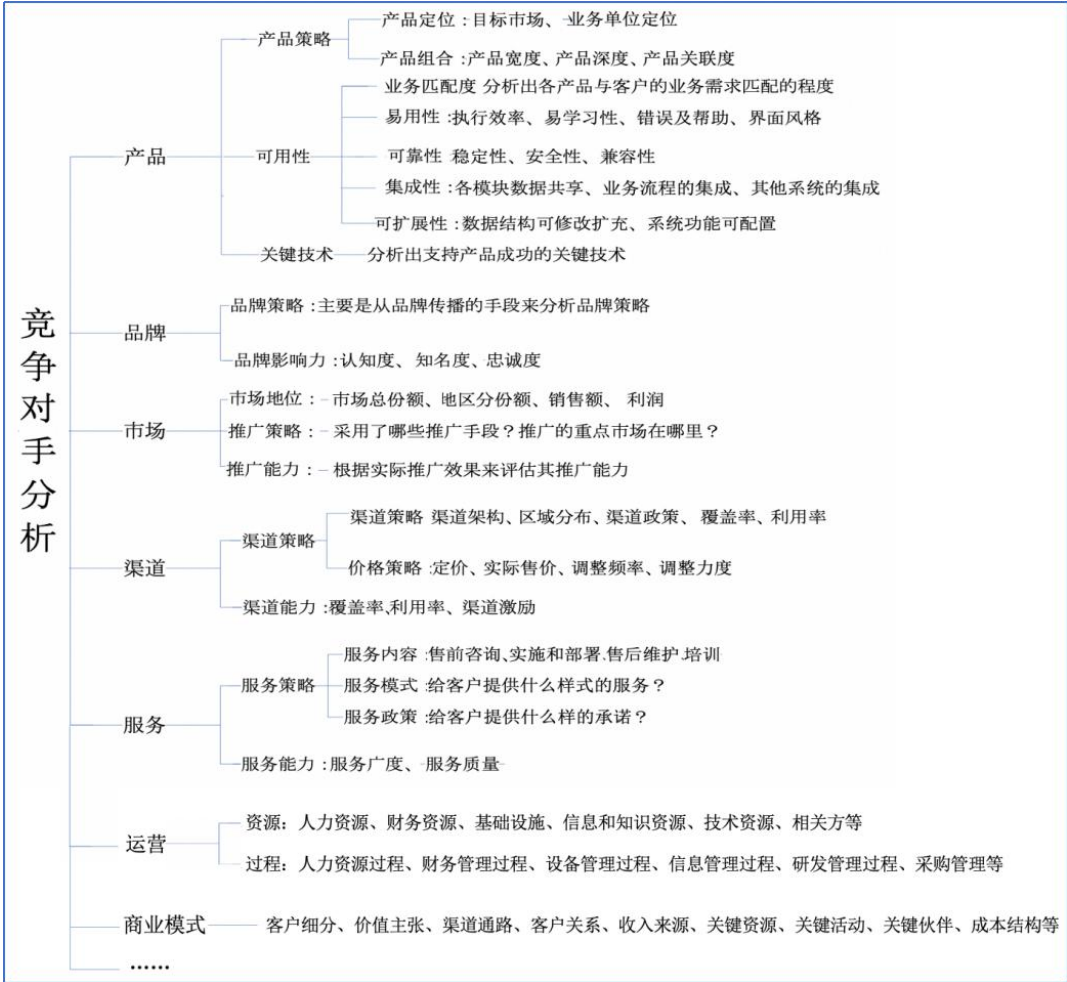 竞争对手分析
产品
产品策略
产品定位：目标市场、业务单位定位
产品组合：产品宽度、产品深度、产品关联度
可用性
业务匹配度 分析出各产品与客户的业务需求匹配的程度
易用性：执行效率、易学习性、错误及帮助、界面风格
可靠性 稳定性、安全性、兼容性
集成性：各模块数据共享、业务流程的集成、其他系统的集成
可扩展性：数据结构可修改扩充、系统功能可配置
关键技术 分析出支持产品成功的关键技术
品牌
品牌策略：主要是从品牌传播的手段来分析品牌策略
品牌影响力：认知度、知名度、忠诚度
市场
市场地位： 市场总份额、地区分份额、销售额、 利润
推广策略： 采用了哪些推广手段？推广的重点市场在哪里？
推广能力： 根据实际推广效果来评估其推广能力
渠道
渠道策略
渠道策略 渠道架构、区域分布、渠道政策、 覆盖率、利用率
价格策略：定价、实际售价、调整频率、调整力度
渠道能力：覆盖率、利用率、渠道激励
服务
服务策略
服务内容：售前咨询、实施和部署.售后维护.培训
服务模式：给客户提供什么样式的服务？
服务政策：给客户提供什么样的承诺？
服务能力：服务广度、服务质量
运营
资源：人力资源、财务资源、基础设施、信息和知识资源、技术资源、相关方等
过程：人力资源过程、财务管理过程、设备管理过程、信息管理过程、研发管理过程、采购管理等
商业模式 客户细分、价值主张、渠道通路、客户关系、收入来源、关键资源、关键活动、关键伙伴、成本结构等
……